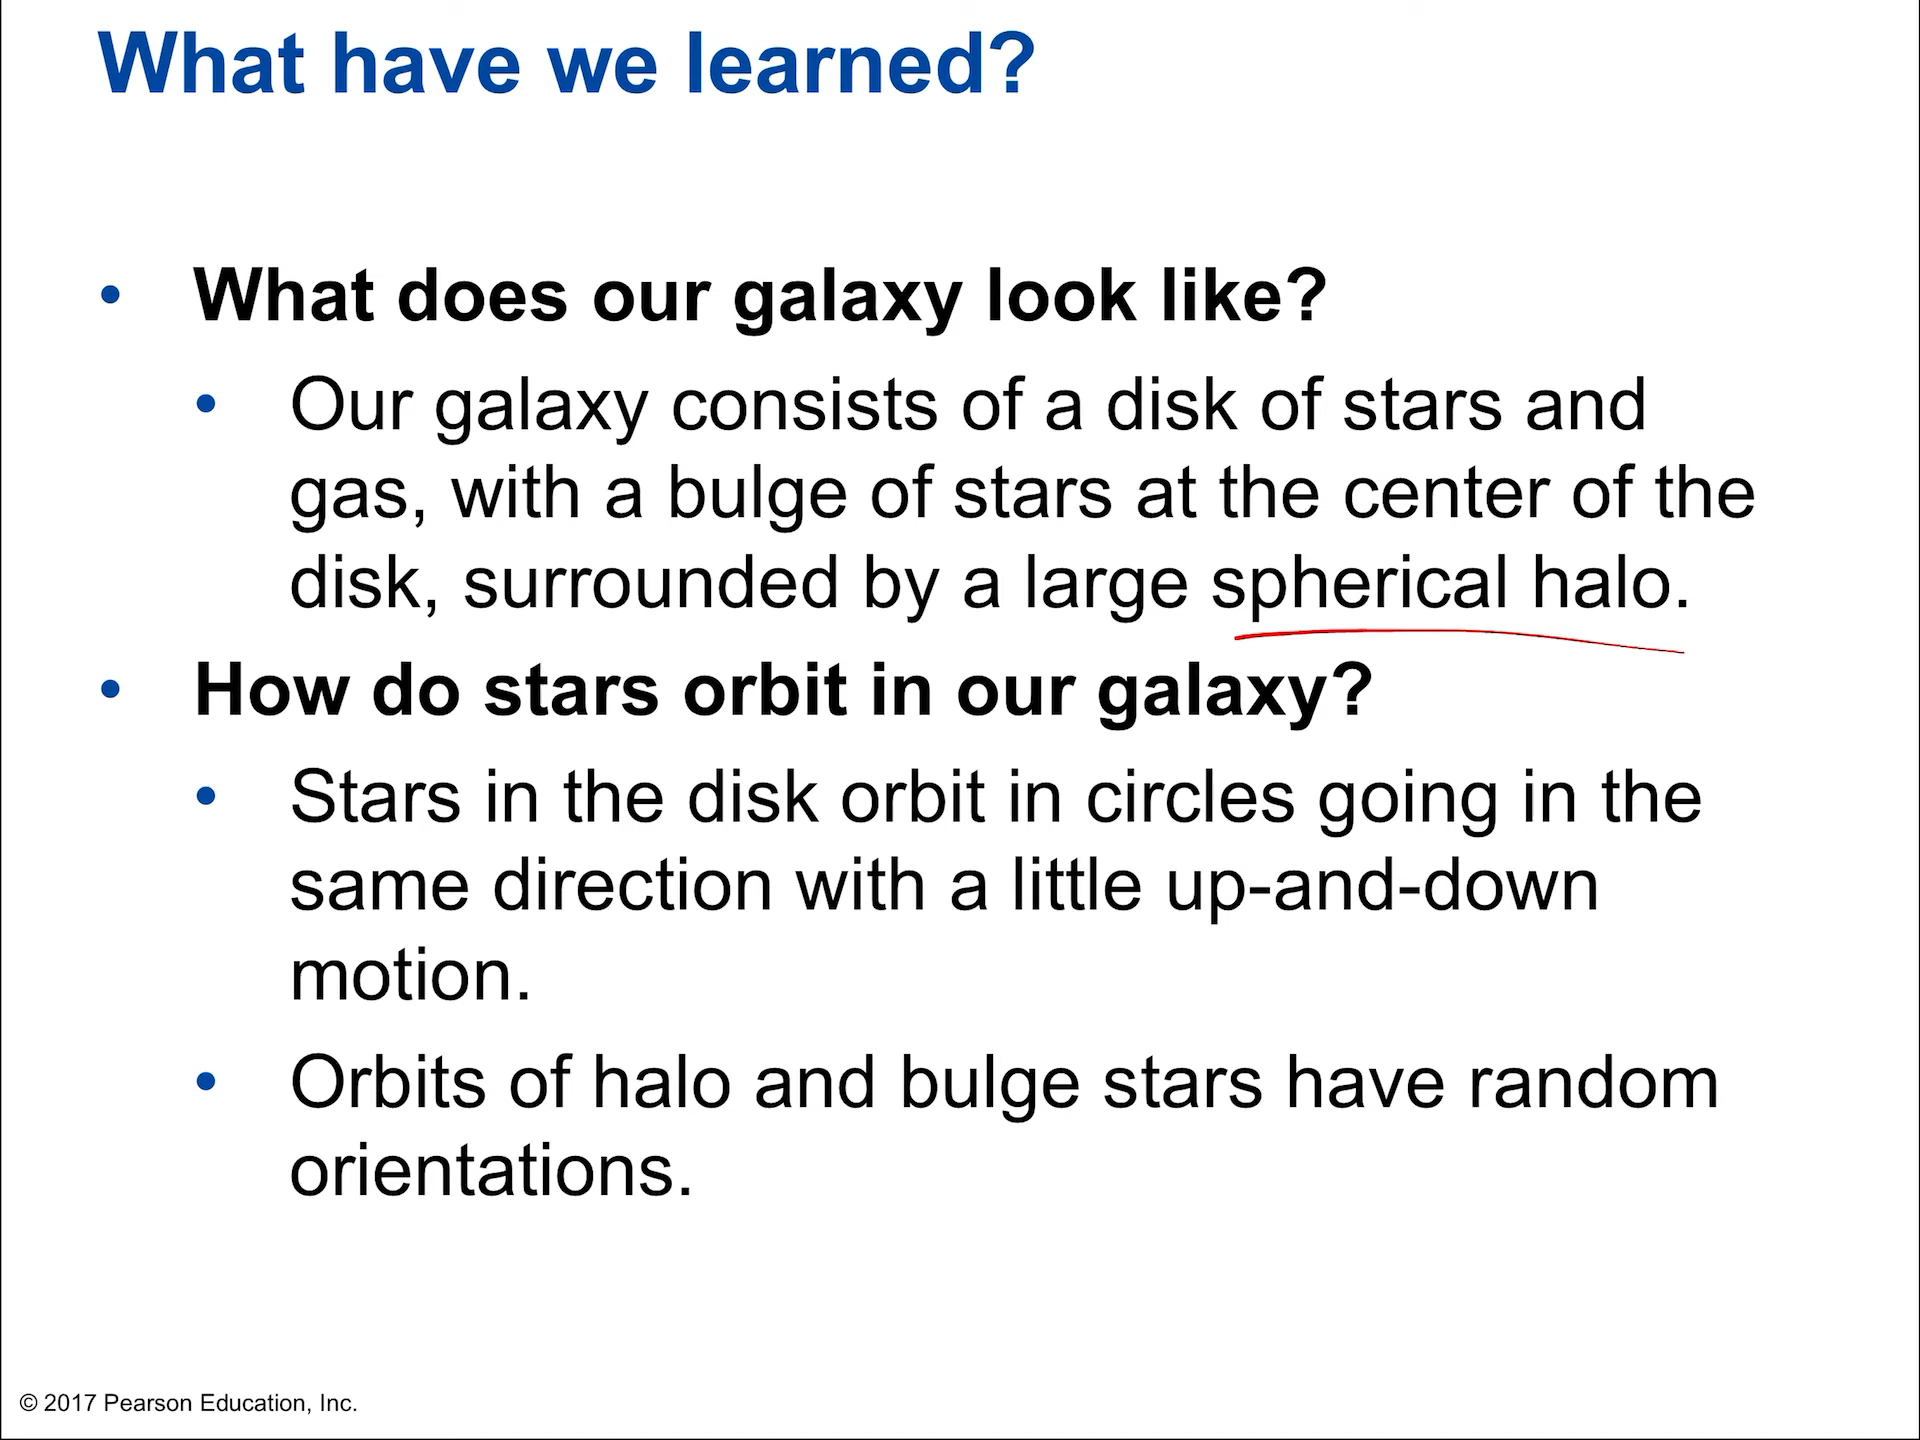 What have we learned?
• What does our galaxy look like?
• Our galaxy consists of a disk of stars and
gas, with a bulge of stars at the center of the
disk, surrounded by a large spherical halo.
• How do stars orbit in our galaxy?
• Stars in the disk orbit in circles going in the
same direction with a little up-and-down
motion.
• Orbits of halo and bulge stars have random
orientations.
© 2017 Pearson Education, Inc.